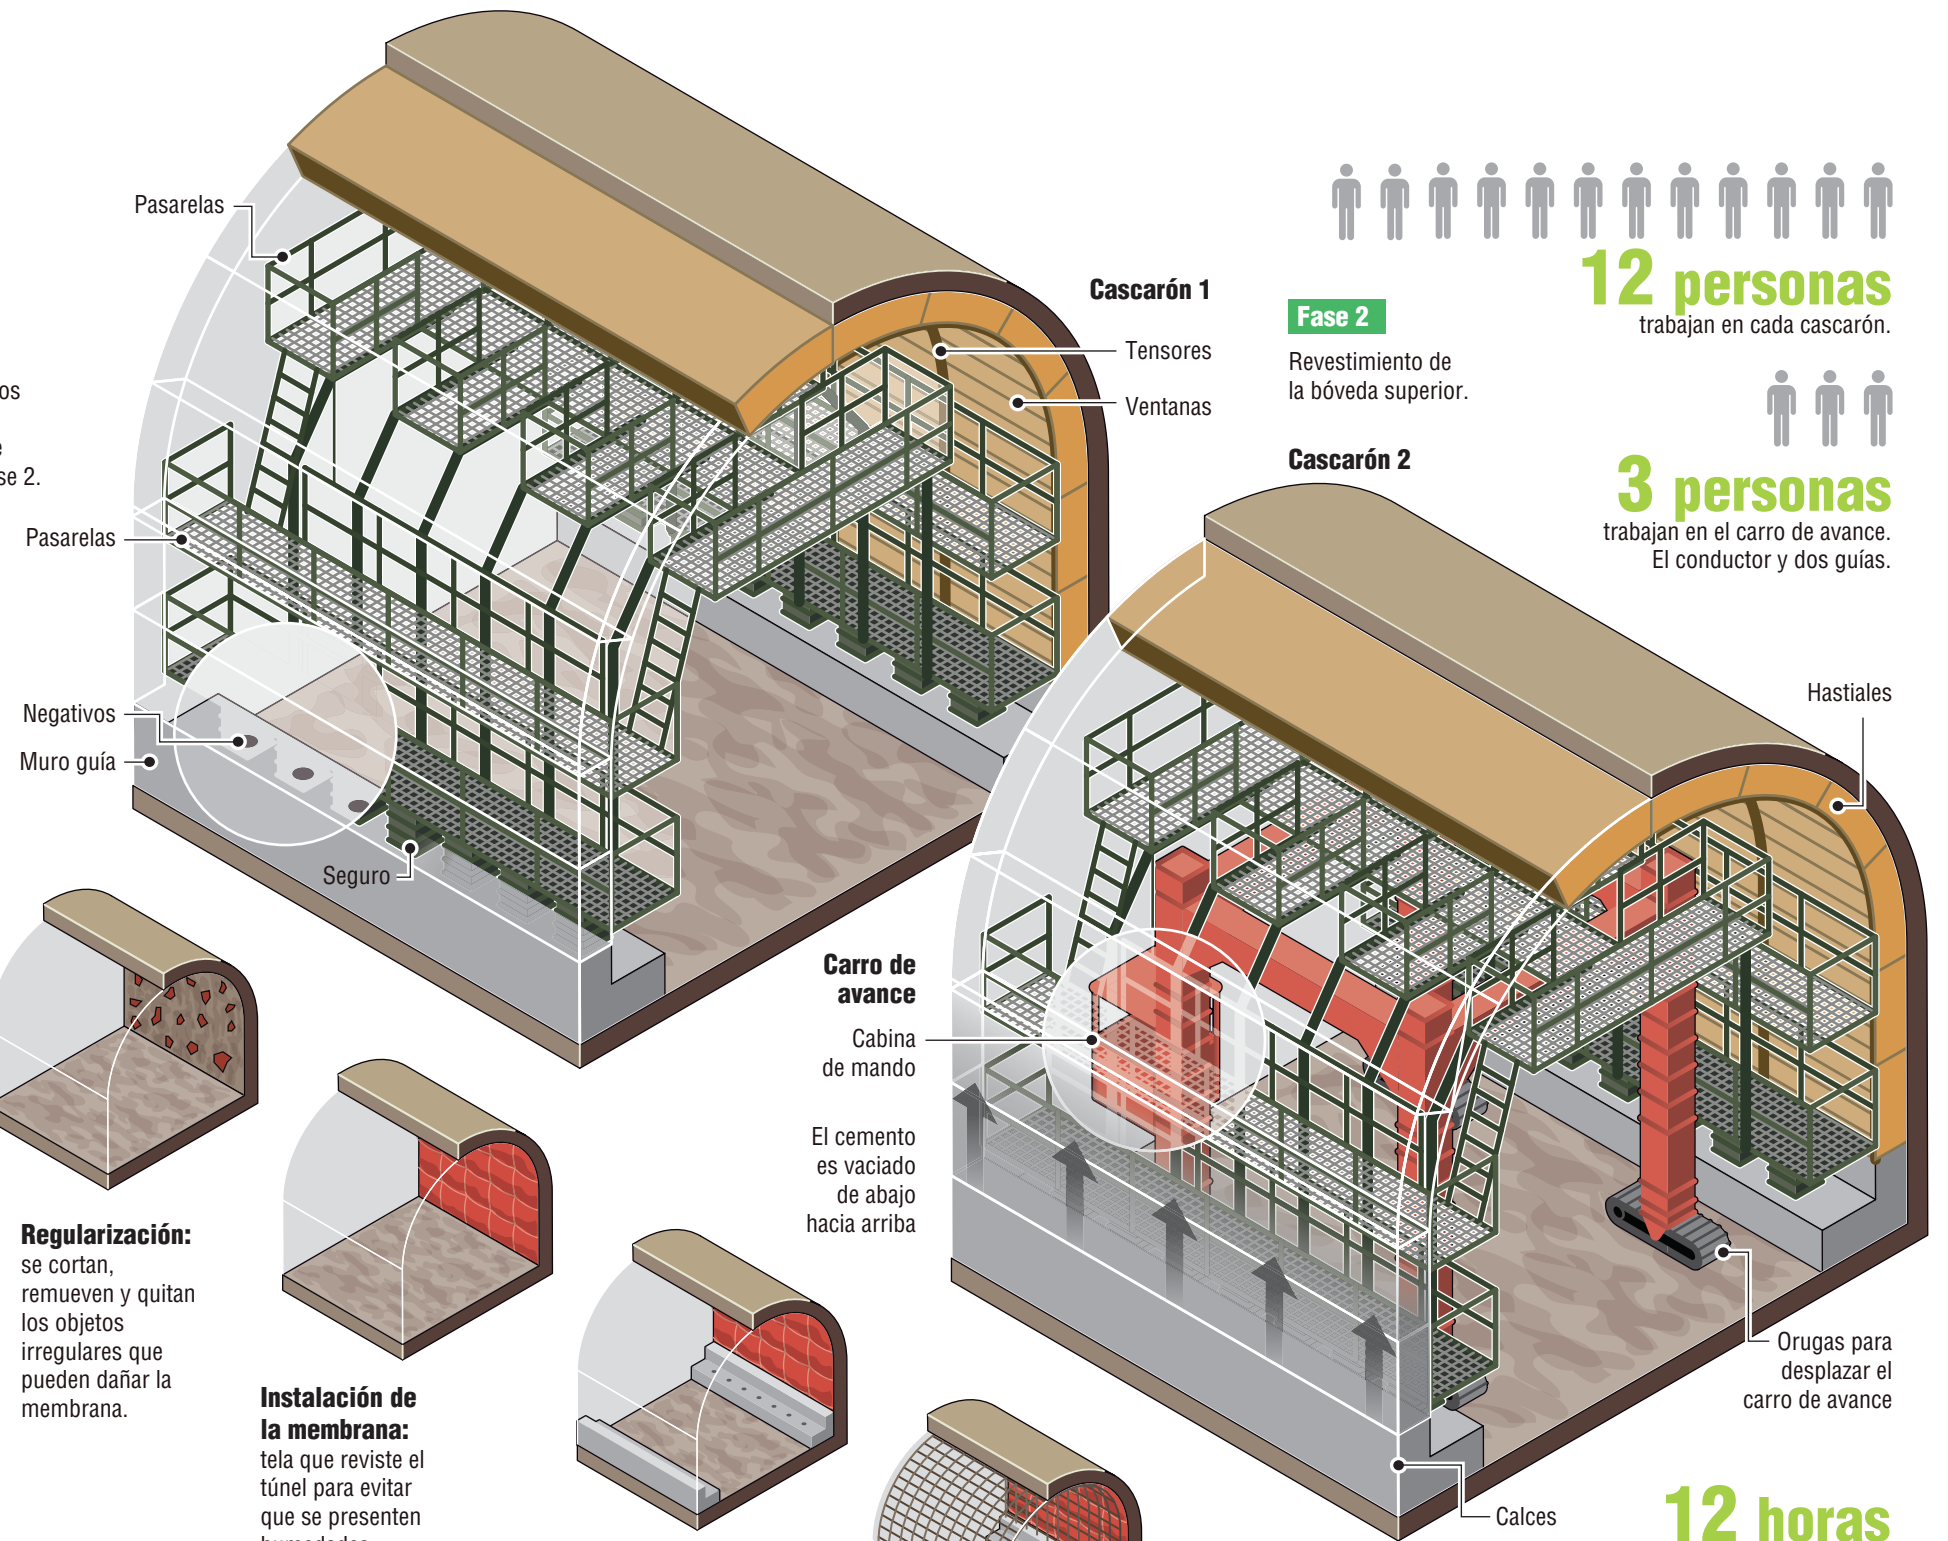 Pasarelas
Cascarón 1
Tensores
Ventanas
Fase 2
Revestimiento de
la bóveda superior.
12 personas
trabajan en cada cascarón.
3 personas
trabajan en el carro de avance.
El conductor y dos guías.
Cascarón 2
os
e
se 2.
Pasarelas
Negativos
Muro guía
Seguro
Hastiales
Carro de
avance
Cabina
de mando
El cemento
es vaciado
de abajo
hacia arriba
Orugas para
desplazar el
carro de avance
Calces
12 horas
Regularización:
se cortan,
remueven y quitan
los objetos
irregulares que
pueden dañar la
membrana.
Instalación de
la membrana:
tela que reviste el
túnel para evitar
que se presenten